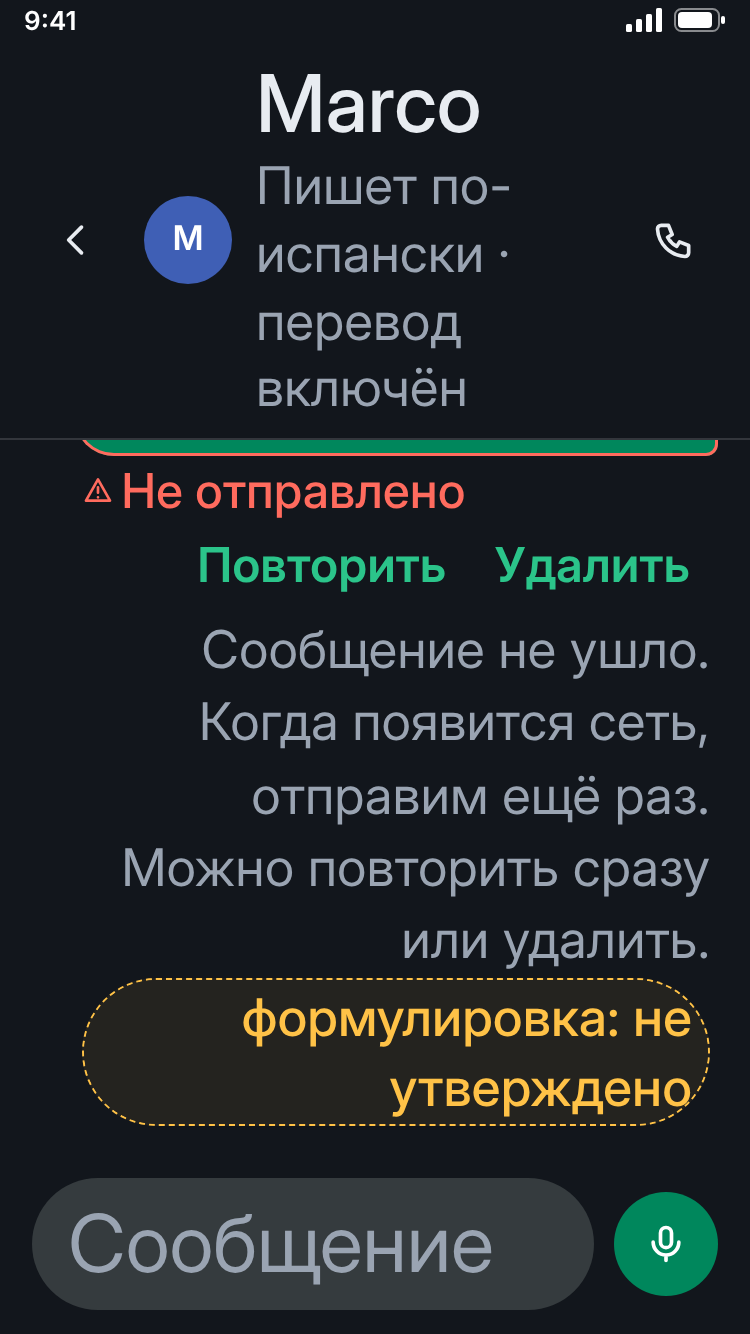 9:41
Marco
M
Пишет по-
испански ·
перевод
включён
Не отправлено
Повторить Удалить
Сообщение не ушло.
Когда появится сеть,
отправим ещё раз.
Можно повторить сразу
или удалить.
формулировка: не
утверждено
Сообщение